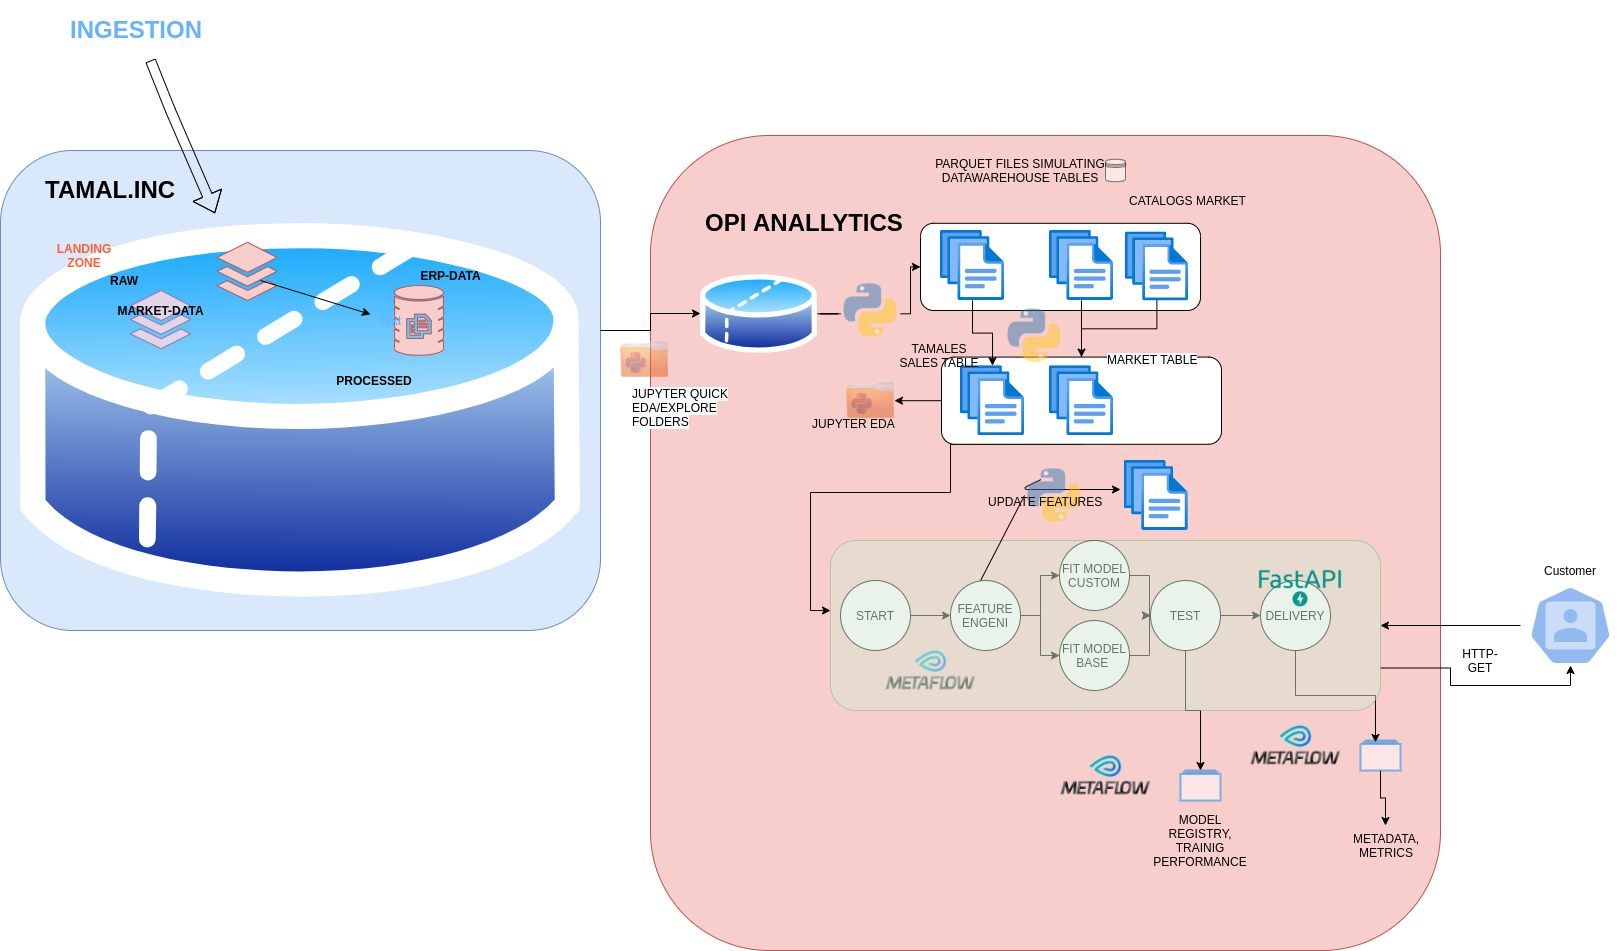 INGESTION
TAMAL.INC
LANDING
ZONE
RAW
MARKET-DATA
ERP-DATA
Text
PROCESSED
JUPYTER QUICK
EDA/EXPLORE
FOLDERS
OPI ANALLYTICS
PARQUET FILES SIMULATING
DATAWAREHOUSE TABLES
CATALOGS MARKET
TAMALES
SALES TABLE
MARKET TABLE
JUPYTER EDA
UPDATE FEATURES
START
FEATURE
ENGENI
FIT MODEL
CUSTOM
FIT MODEL
BASE
TEST
FastAPI
DELIVERY
METAFLOW
METAFLOW
METAFLOW
MODEL
REGISTRY,
TRAINIG
PERFORMANCE
METADATA,
METRICS
Customer
HTTP-
GET